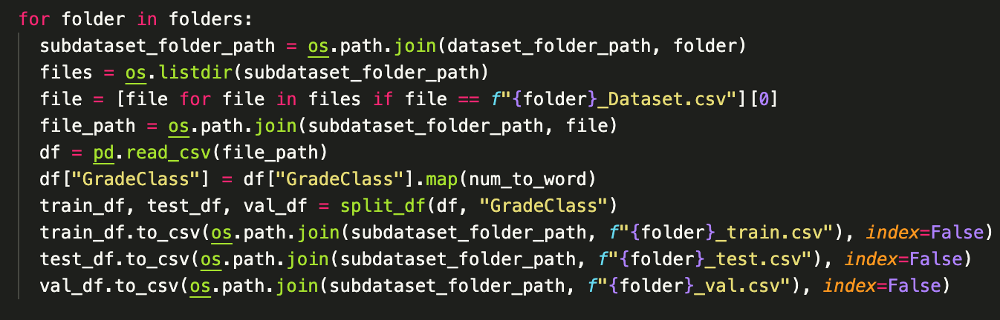 for folder in folders:
  subdataset_folder_path = os.path.join(dataset_folder_path, folder)
  files = os.listdir(subdataset_folder_path)
  file = [file for file in files if file == f"{folder}_Dataset.csv"][0]
  file_path = os.path.join(subdataset_folder_path, file)
  df = pd.read_csv(file_path)
  df["GradeClass"] = df["GradeClass"].map(num_to_word)
  train_df, test_df, val_df = split_df(df, "GradeClass")
  train_df.to_csv(os.path.join(subdataset_folder_path, f"{folder}_train.csv"), index=False)
  test_df.to_csv(os.path.join(subdataset_folder_path, f"{folder}_test.csv"), index=False)
  val_df.to_csv(os.path.join(subdataset_folder_path, f"{folder}_val.csv"), index=False)